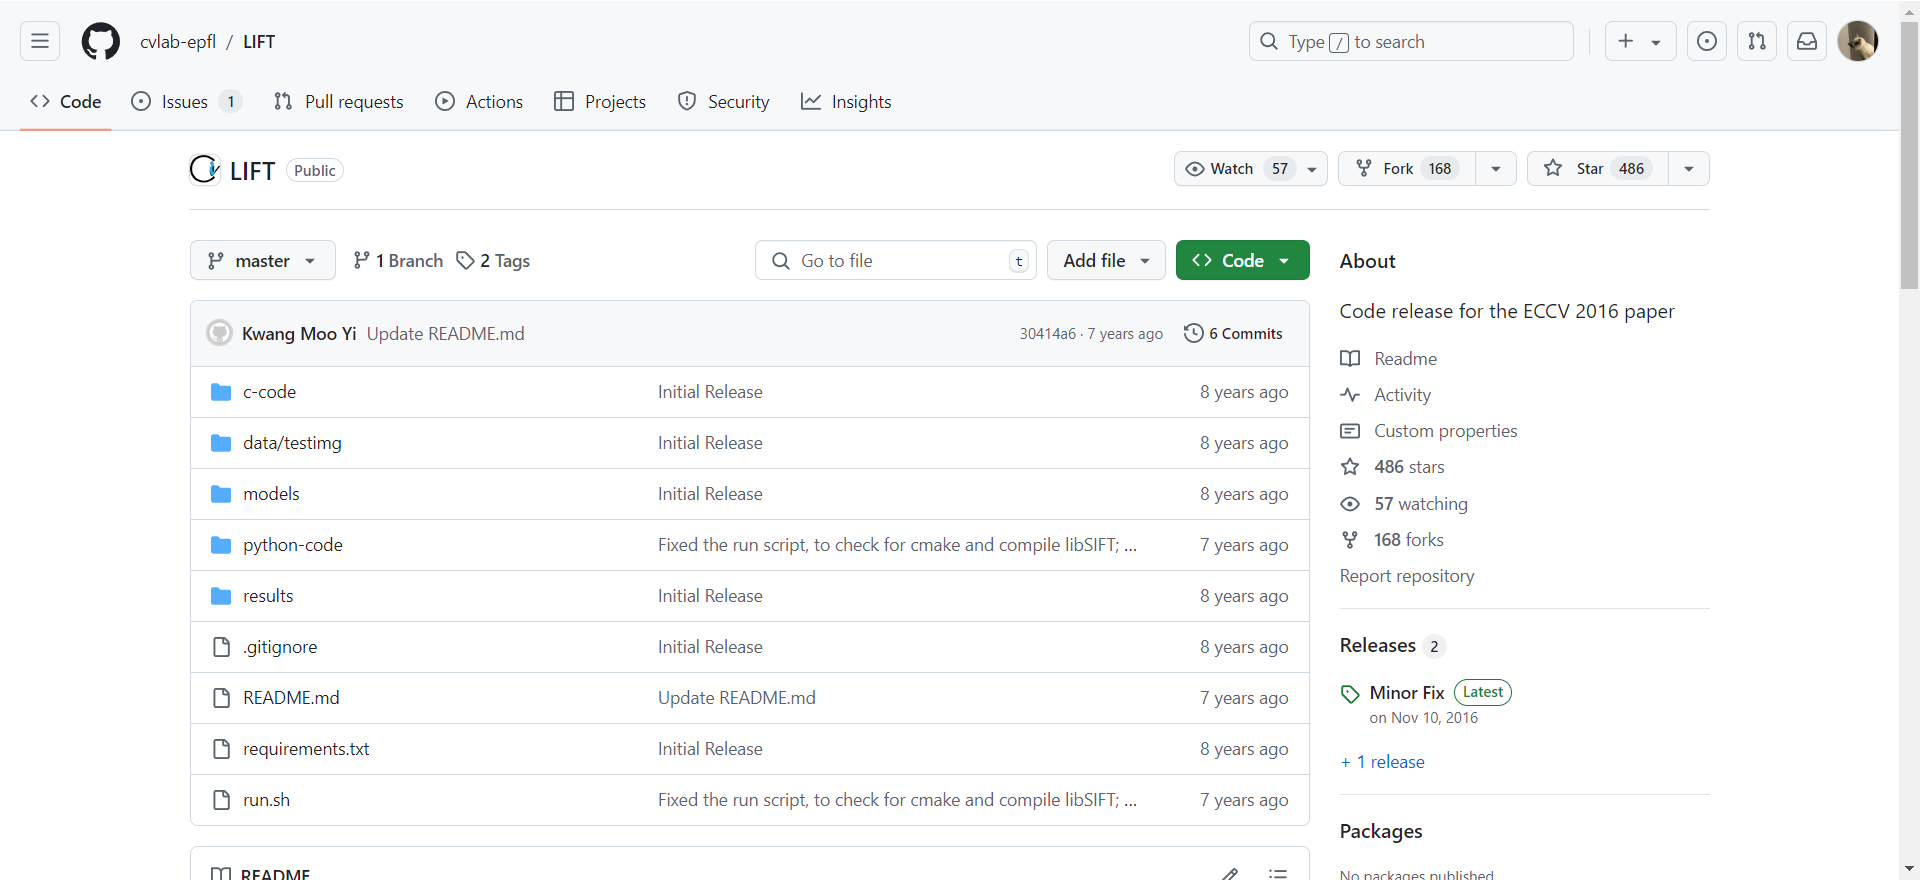 cvlab-epfl / LIFT
Type / to search
Code
Issues 1
Pull requests
Actions
Projects
Security
Insights
LIFT Public
Watch 57
Fork 168
Star 486
master
1 Branch
2 Tags
Go to file t
Add file
Code
Kwang Moo Yi Update README.md 30414a6 · 7 years ago 6 Commits
c-code Initial Release 8 years ago
data/testimg Initial Release 8 years ago
models Initial Release 8 years ago
python-code Fixed the run script, to check for cmake and compile libSIFT; ... 7 years ago
results Initial Release 8 years ago
.gitignore Initial Release 8 years ago
README.md Update README.md 7 years ago
requirements.txt Initial Release 8 years ago
run.sh Fixed the run script, to check for cmake and compile libSIFT; ... 7 years ago
README
About
Code release for the ECCV 2016 paper
Readme
Activity
Custom properties
486 stars
57 watching
168 forks
Report repository
Releases 2
Minor Fix Latest
on Nov 10, 2016
+ 1 release
Packages
No packages published